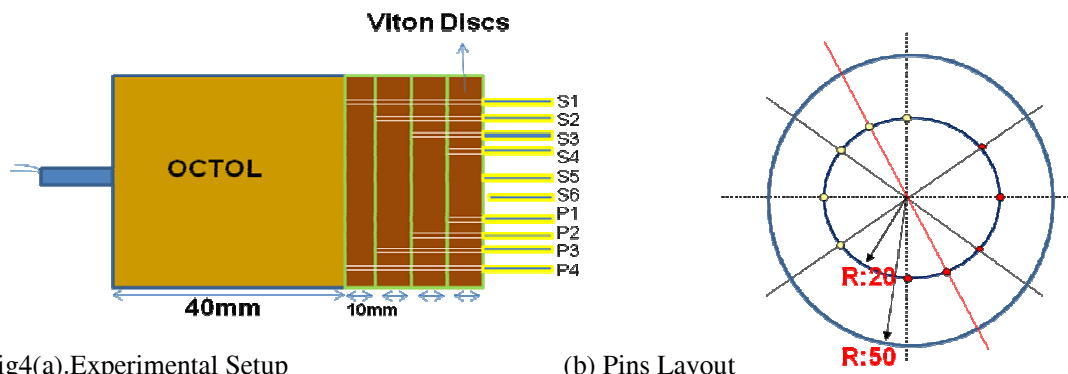 Viton Discs
OCTOL
S1
S2
S3
S4
S5
S6
P1
P2
P3
P4
40mm
10mm
R:20
R:50
ig4(a).Experimental Setup
(b) Pins Layout